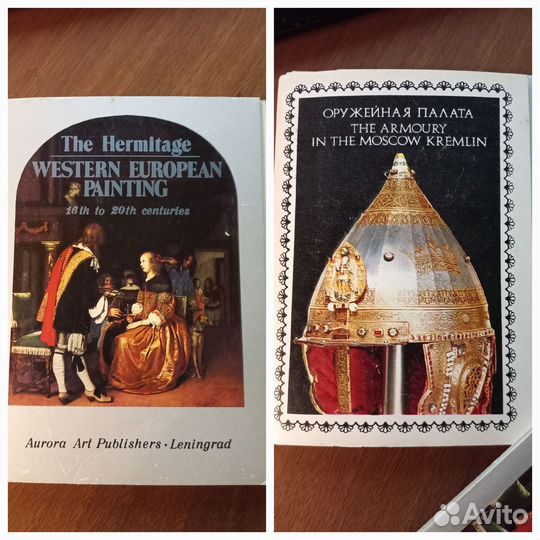 The Hermitage
WESTERN EUROPEAN
PAINTING
16th to 20th centuries
Aurora Art Publishers • Leningrad
ОРУЖЕЙНАЯ ПАЛАТА
THE ARMOURY
IN THE MOSCOW KREMLIN
Avito